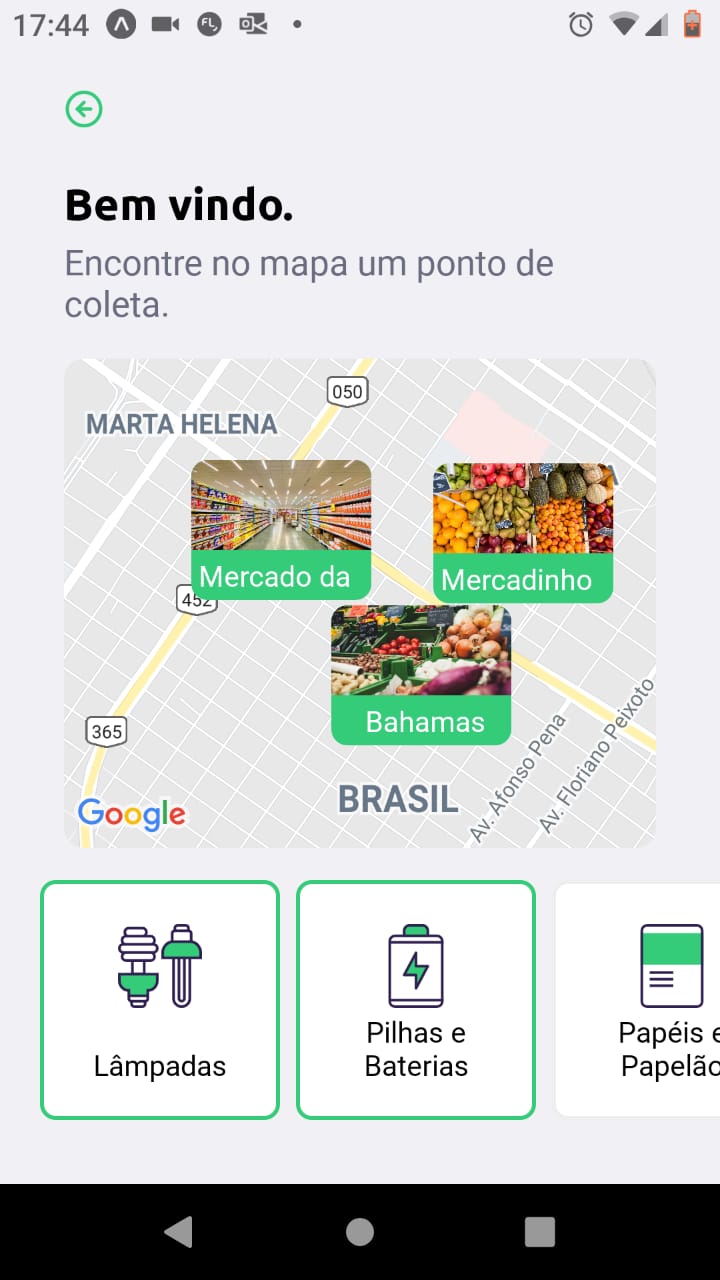 17:44
FL
Bem vindo.
Encontre no mapa um ponto de
coleta.
050
MARTA HELENA
Mercado da
Mercadinho
452
Bahamas
365
BRASIL
Av. Afonso Pena
Av. Floriano Peixoto
Google
Lâmpadas
Pilhas e
Baterias
Papéis e
Papelão